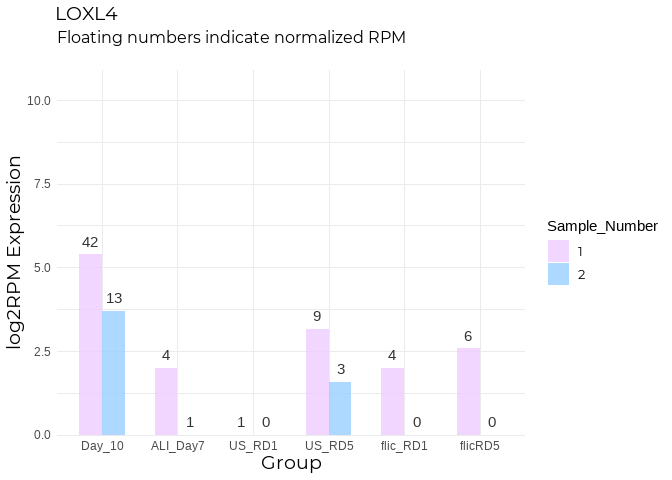 LOXL4
Floating numbers indicate normalized RPM
10.0
7.5
5.0
2.5
0.0
log2RPM Expression
42
13
4
1
1
0
9
3
4
0
6
0
Day_10
ALI_Day7
US_RD1
US_RD5
flic_RD1
flicRD5
Group
Sample_Number
1
2